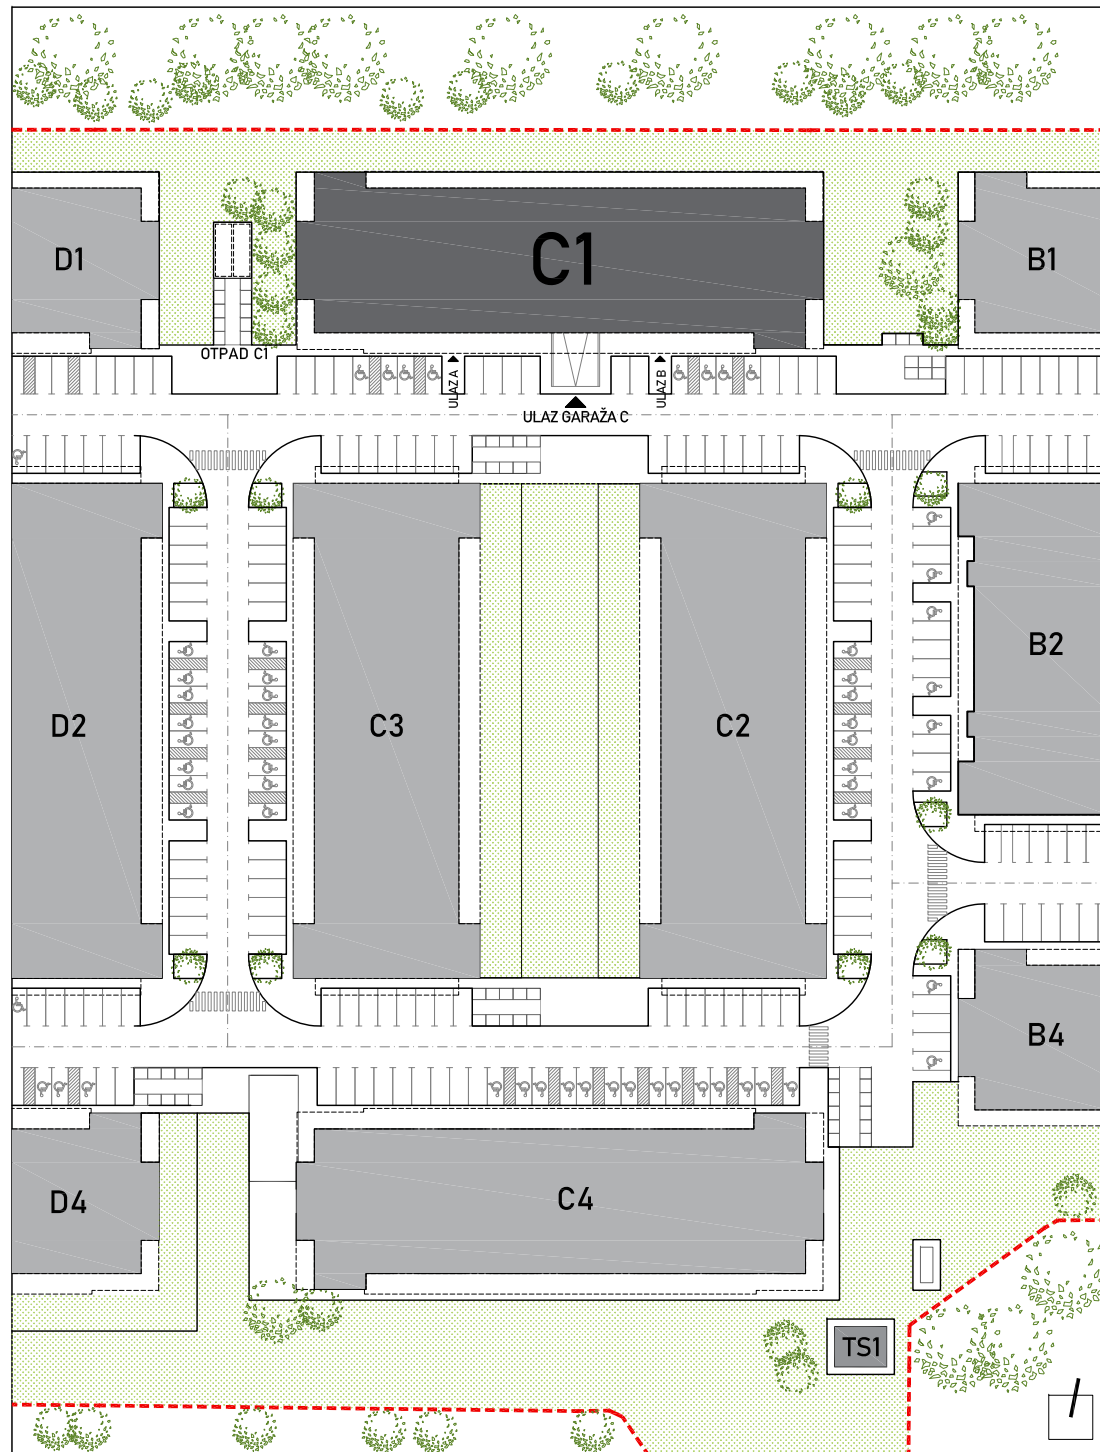 D1
C1
B1
OTPAD C1
ULAZ A
ULAZ B
ULAZ GARAŽA C
D2
C3
C2
B2
B4
D4
C4
TS1